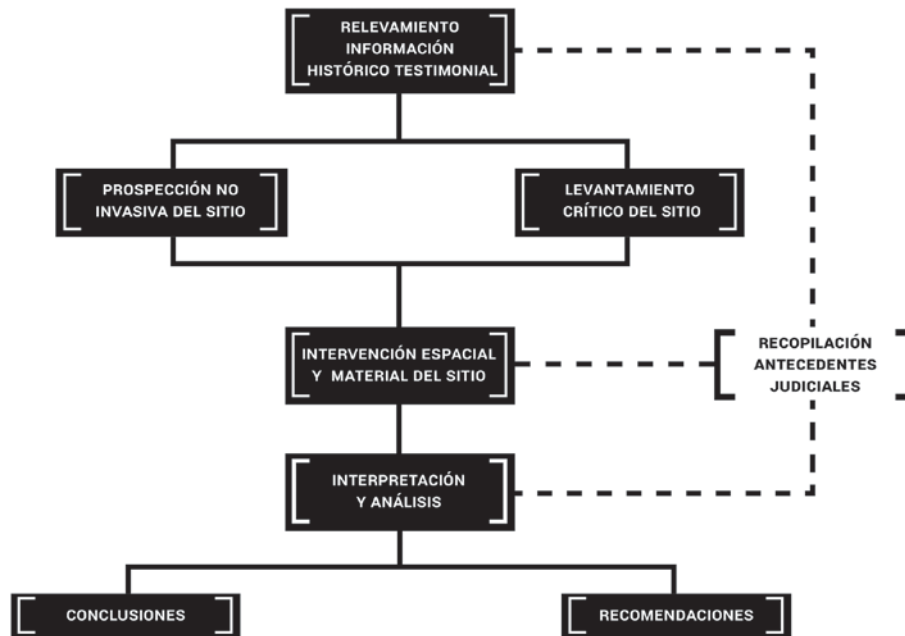 RELEVAMIENTO
INFORMACIÓN
HISTÓRICO TESTIMONIAL
PROSPECCIÓN NO
INVASIVA DEL SITIO
LEVANTAMIENTO
CRÍTICO DEL SITIO
INTERVENCIÓN ESPACIAL
Y MATERIAL DEL SITIO
RECOPILACIÓN
ANTECEDENTES
JUDICIALES
INTERPRETACIÓN
Y ANÁLISIS
CONCLUSIONES
RECOMENDACIONES